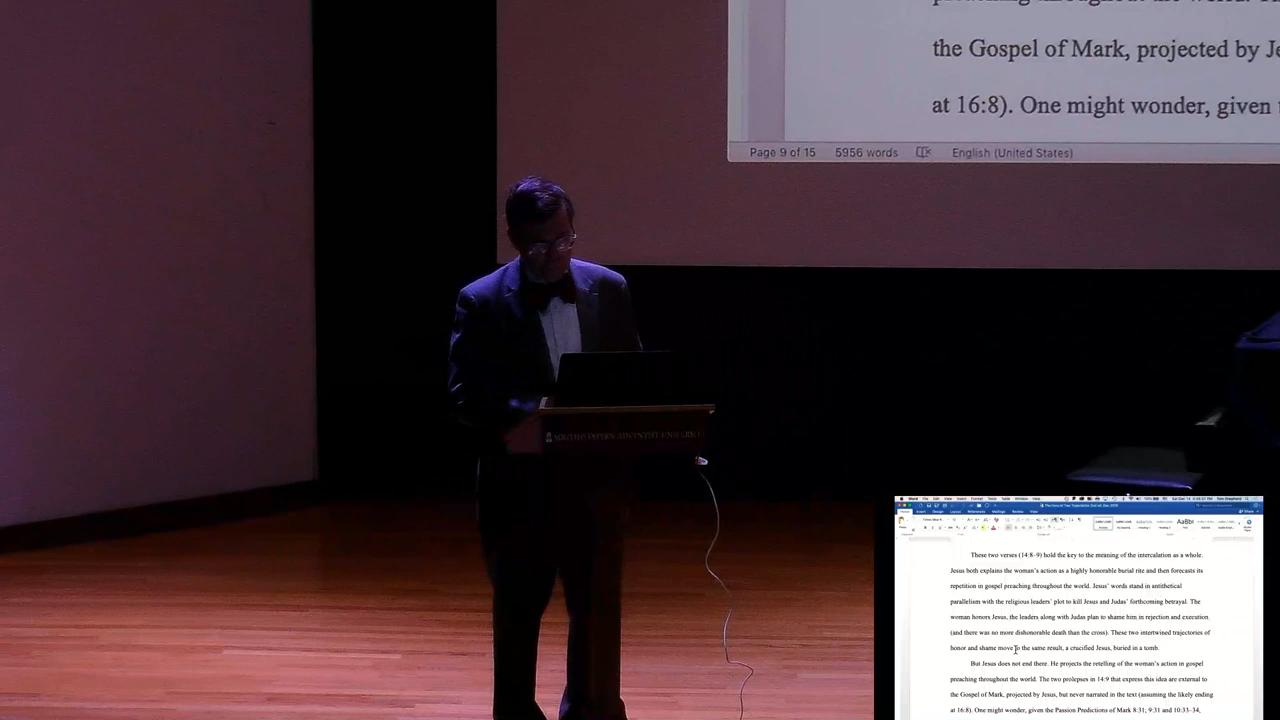 the Gospel of Mark, projected by Je
at 16:8). One might wonder, given
Page 9 of 15 5956 words English (United States)
SOUTHERN ADVENTIST UNIVERSITY
These two verses (14:8-9) hold the key to the meaning of the intercalation as a whole.
Jesus both explains the woman's action as a highly honorable burial rite and then forecasts its
repetition in gospel preaching throughout the world. Jesus' words stand in antithetical
parallelism with the religious leaders' plot to kill Jesus and Judas' forthcoming betrayal. The
woman honors Jesus, the leaders along with Judas plan to shame him in rejection and execution
(and there was no more dishonorable death than the cross). These two intertwined trajectories of
honor and shame move to the same result, a crucified Jesus, buried in a tomb.
But Jesus does not end there. He projects the retelling of the woman's action in gospel
preaching throughout the world. The two prolepses in 14:9 that express this idea are external to
the Gospel of Mark, projected by Jesus, but never narrated in the text (assuming the likely ending
at 16:8). One might wonder, given the Passion Predictions of Mark 8:31; 9:31 and 10:33–34,